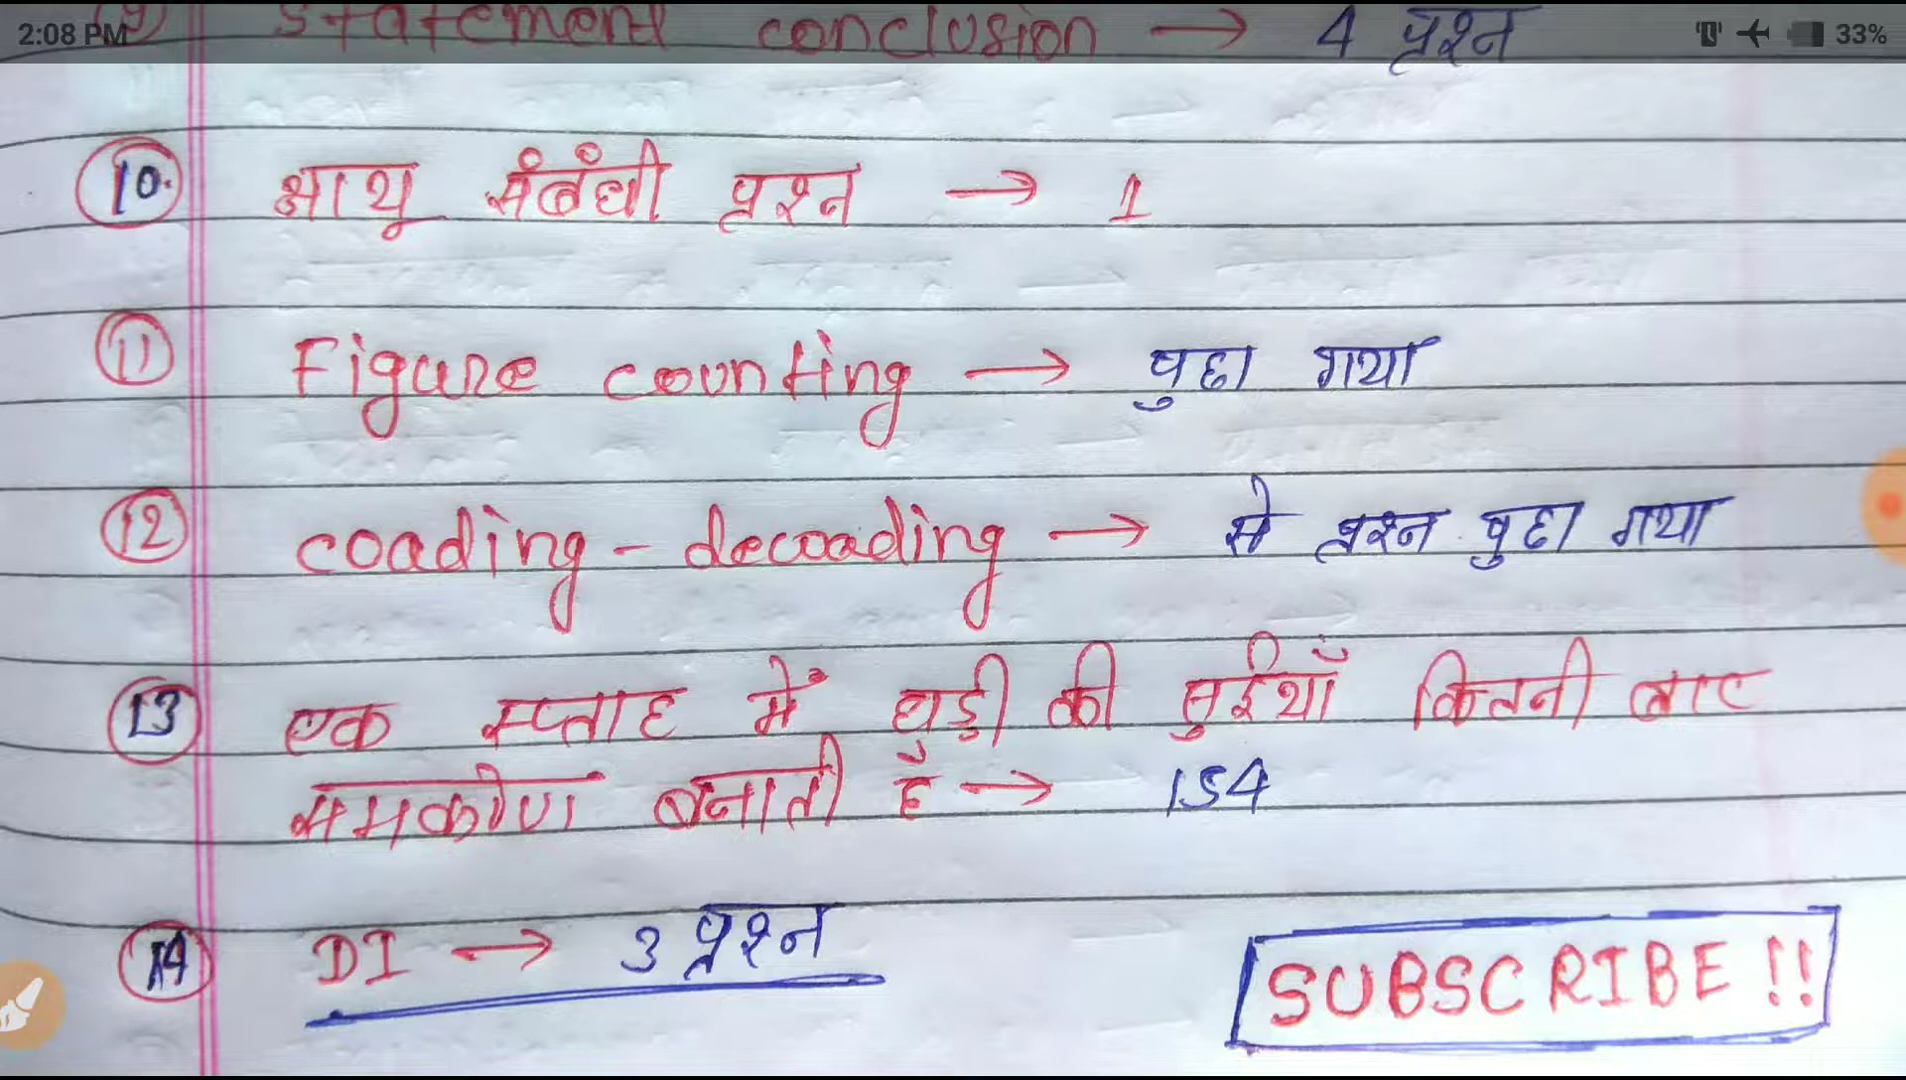 2:08 PM 33%
9 Statement conclusion → 4 प्रश्न
10. आयु संबंधी प्रश्न → 1
11 Figure counting → पुछा गया
12 coading - decoading → से प्रश्न पुछा गया
13 एक स्प्ताह में घड़ी की सुईयाँ कितनी बार
समकोण बनाती है → 154
14 DI → 3 प्रश्न
SUBSCRIBE !!